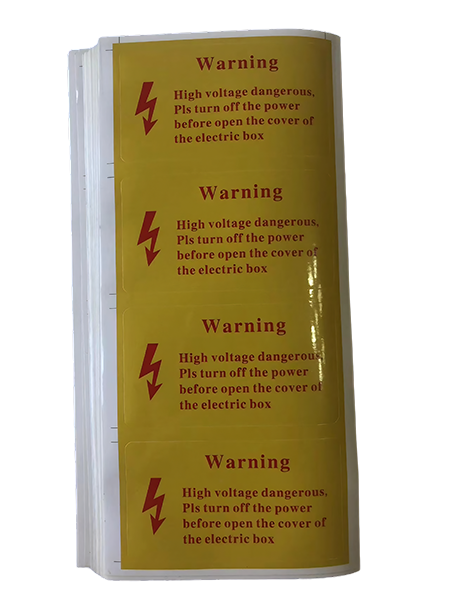 Warning
High voltage dangerous,
Pls turn off the power
before open the cover of
the electric box
Warning
High voltage dangerous,
Pls turn off the power
before open the cover of
the electric box
Warning
High voltage dangerous
Pls turn off the power
before open the cover of
the electric box
Warning
High voltage dangerous,
Pls turn off the power
before open the cover of
the electric box